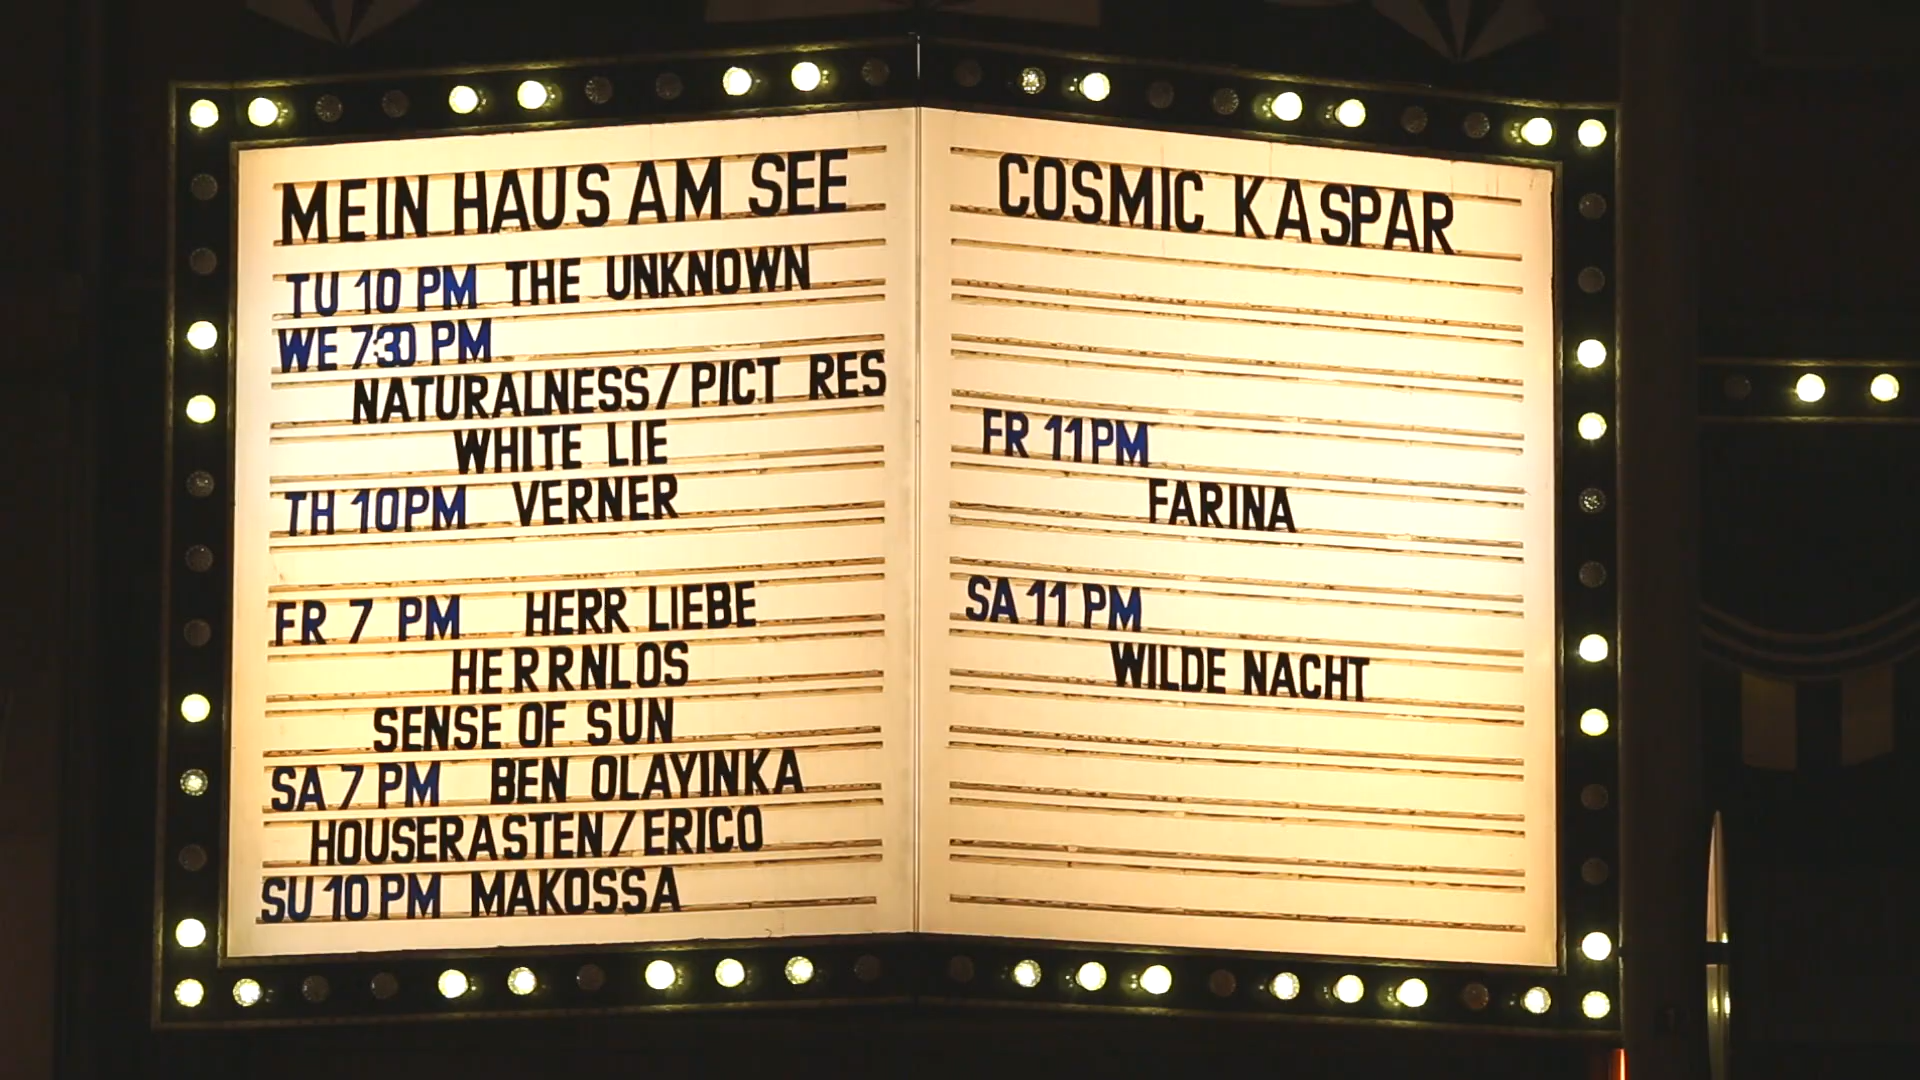 MEIN HAUS AM SEE
TU 10 PM THE UNKNOWN
WE 730 PM
NATURALNESS/PICT RES
WHITE LIE
TH 10PM VERNER
FR 7 PM HERR LIEBE
HERRNLOS
SENSE OF SUN
SA 7 PM BEN OLAYINKA
HOUSERASTEN/ERICO
SU 10 PM MAKOSSA
COSMIC KASPAR
FR 11PM
FARINA
SA 11 PM
WILDE NACHT